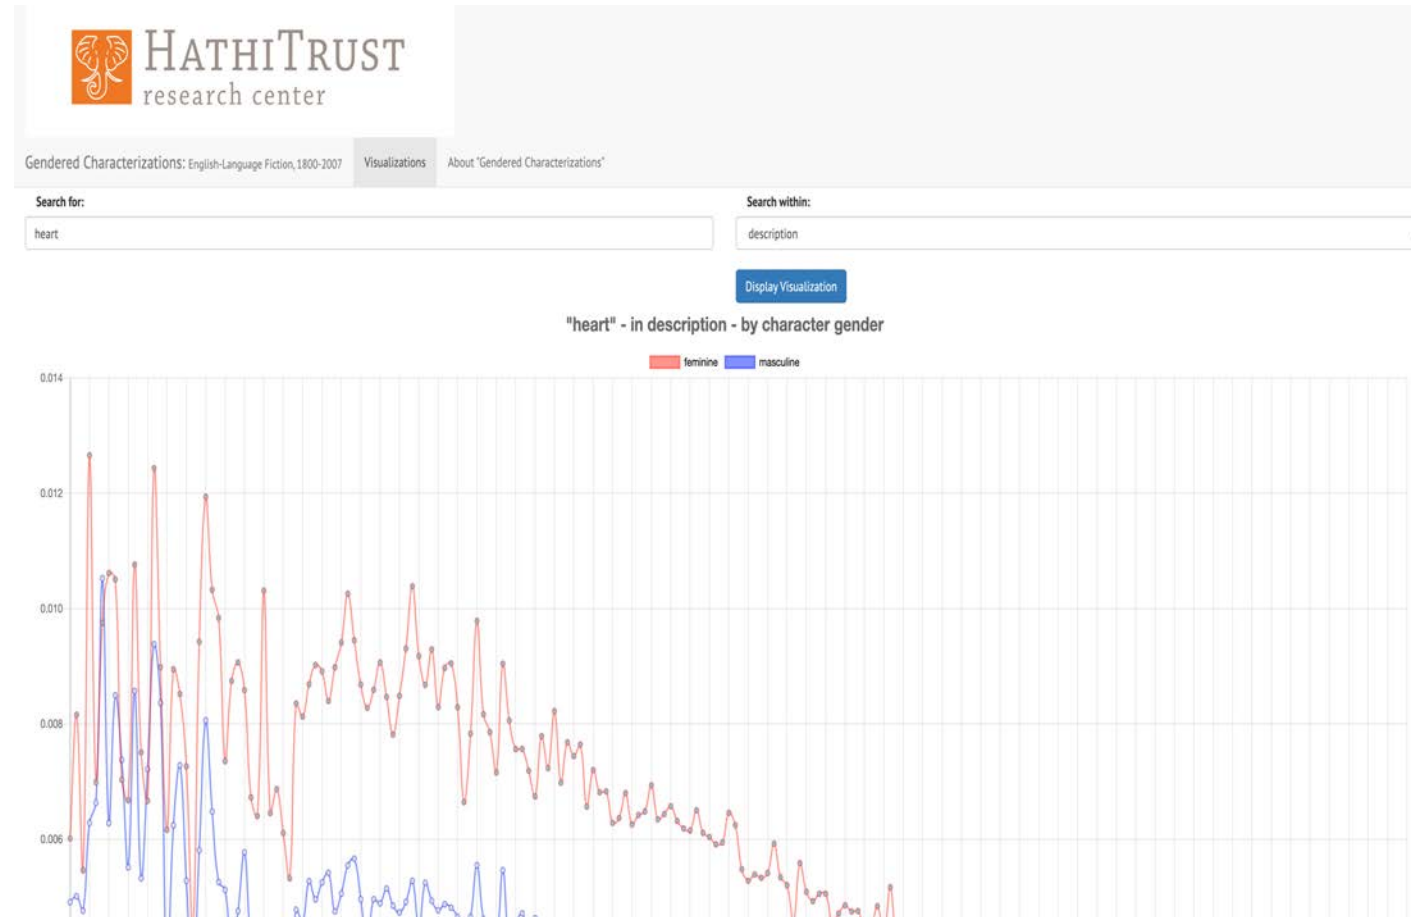 HATHITRUST
research center
Gendered Characterizations: English-Language Fiction, 1800-2007 Visualizations About "Gendered Characterizations"
Search for: Search within:
heart description
Display Visualization
"heart" - in description - by character gender
feminine masculine
0.014
0.012
0.010
0.008
0.006